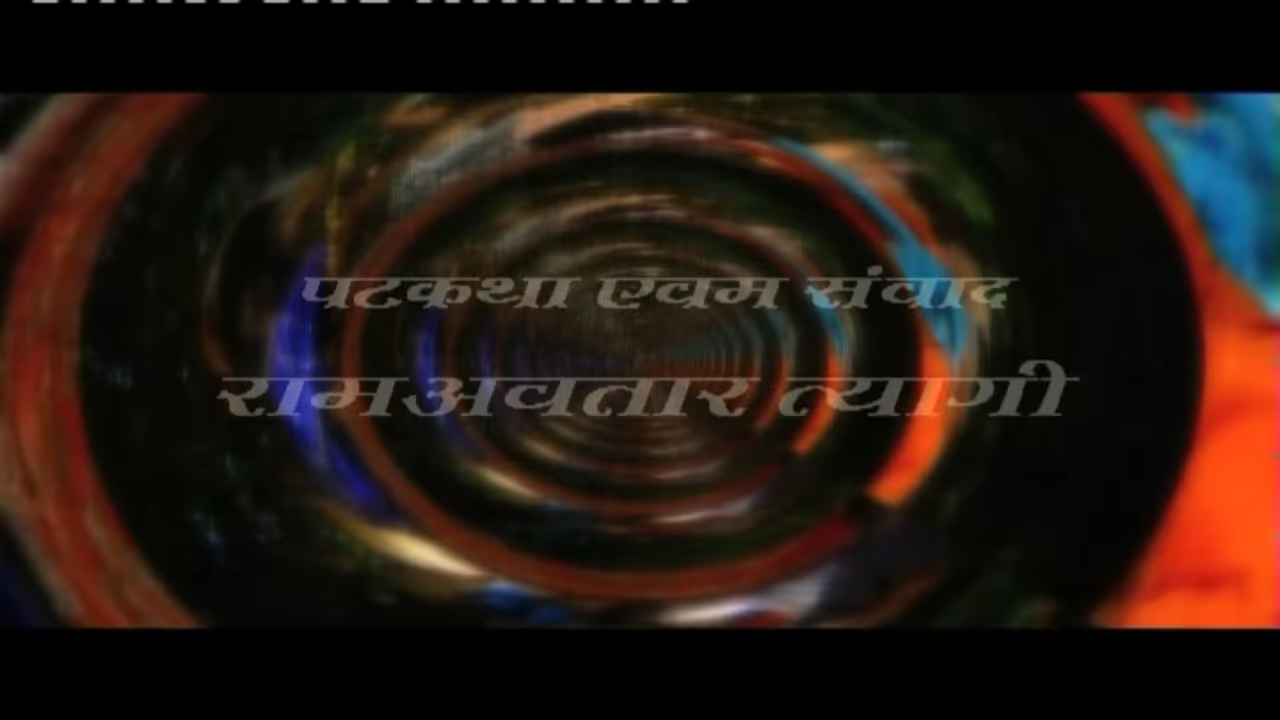 पटकथा एवम संवाद
रामअवतार त्यागी